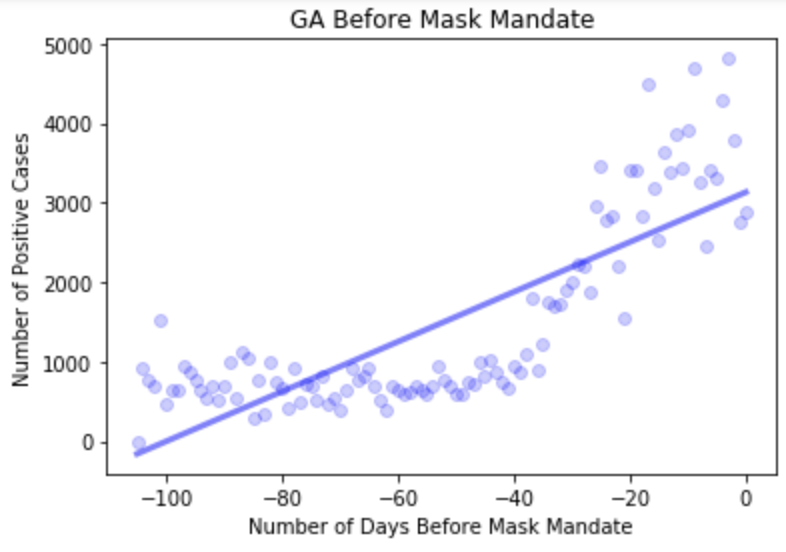 GA Before Mask Mandate
5000
4000
3000
2000
1000
0
Number of Positive Cases
−100 −80 −60 −40 −20 0
Number of Days Before Mask Mandate